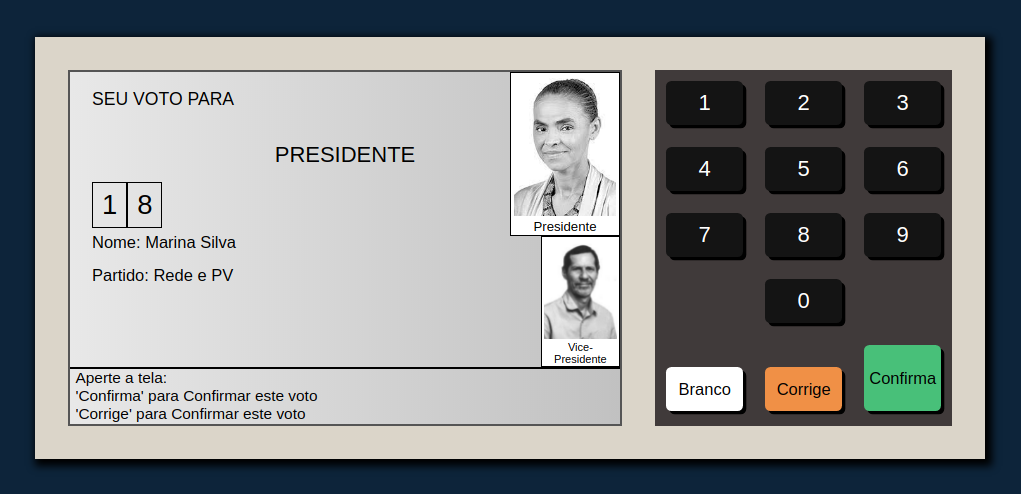 SEU VOTO PARA
PRESIDENTE
1 8
Nome: Marina Silva
Partido: Rede e PV
Presidente
Vice-
Presidente
Aperte a tela:
'Confirma' para Confirmar este voto
'Corrige' para Confirmar este voto
1 2 3
4 5 6
7 8 9
0
Branco Corrige Confirma